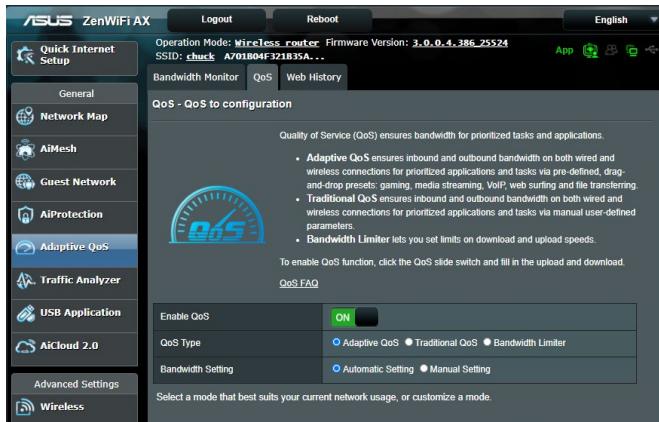 ASUS ZenWiFi AX Logout Reboot English
Quick Internet Setup
Operation Mode: Wireless router Firmware Version: 3.0.0.4.386_25524
SSID: chuck A701B04F321B35A...
App
Bandwidth Monitor QoS Web History
General
Network Map
AiMesh
Guest Network
AiProtection
Adaptive QoS
Traffic Analyzer
USB Application
AiCloud 2.0
Advanced Settings
Wireless
QoS - QoS to configuration
QoS
Quality of Service (QoS) ensures bandwidth for prioritized tasks and applications.
• Adaptive QoS ensures inbound and outbound bandwidth on both wired and
wireless connections for prioritized applications and tasks via pre-defined, drag-
and-drop presets: gaming, media streaming, VoIP, web surfing and file transferring.
• Traditional QoS ensures inbound and outbound bandwidth on both wired and
wireless connections for prioritized applications and tasks via manual user-defined
parameters.
• Bandwidth Limiter lets you set limits on download and upload speeds.
To enable QoS function, click the QoS slide switch and fill in the upload and download.
QoS FAQ
Enable QoS ON
QoS Type Adaptive QoS Traditional QoS Bandwidth Limiter
Bandwidth Setting Automatic Setting Manual Setting
Select a mode that best suits your current network usage, or customize a mode.